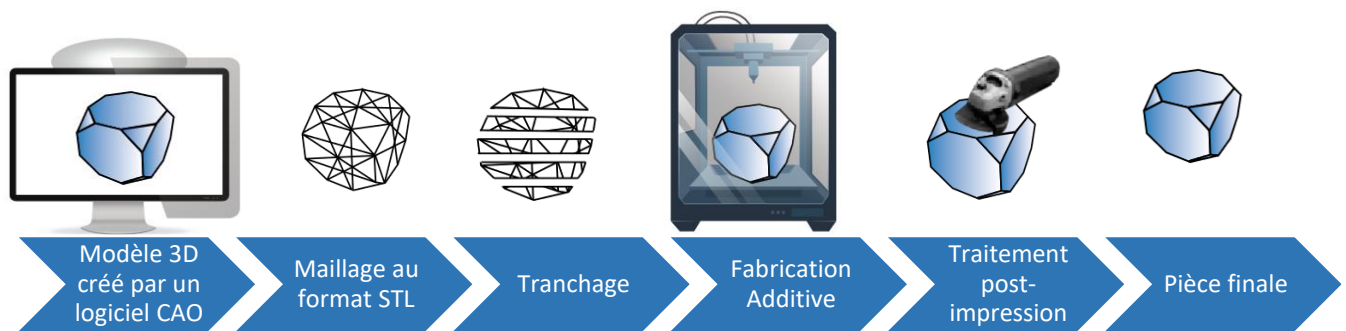 Modèle 3D
créé par un
logiciel CAO
Maillage au
format STL
Tranchage
Fabrication
Additive
Traitement
post-
impression
Pièce finale